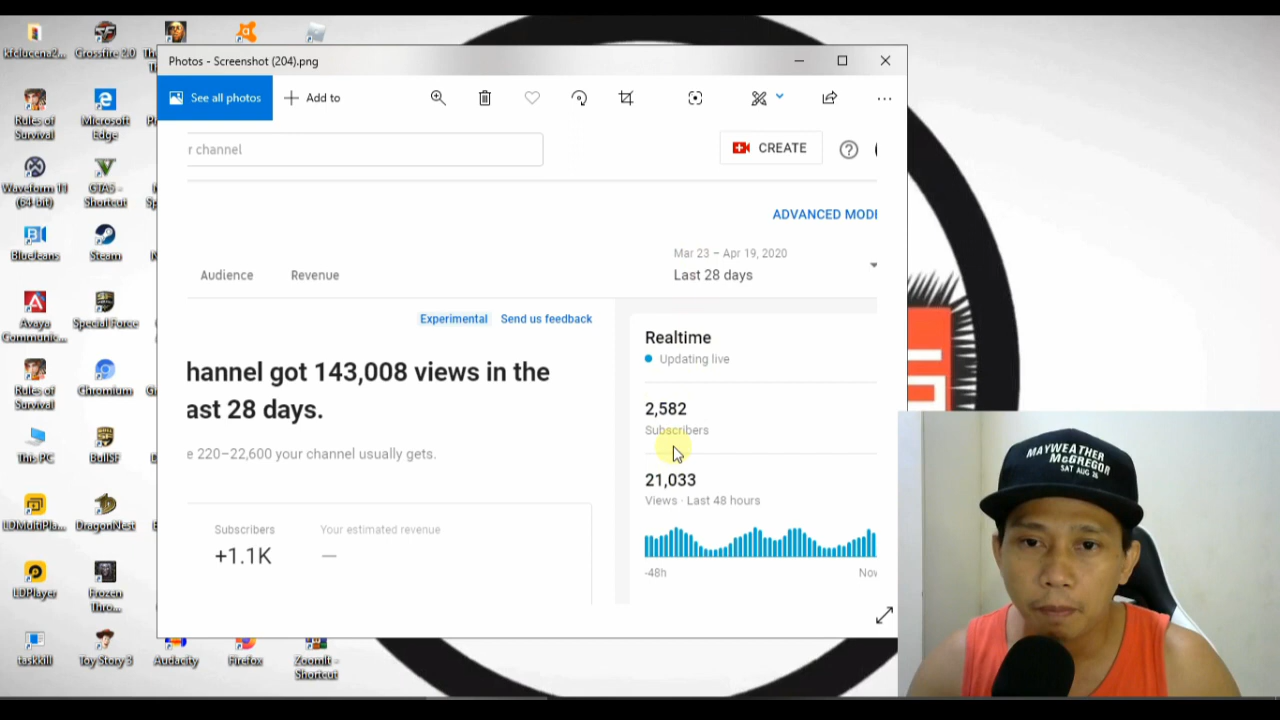 Photos - Screenshot (204).png
See all photos
Add to
r channel
CREATE
ADVANCED MODI
Mar 23 – Apr 19, 2020
Last 28 days
Audience
Revenue
Experimental
Send us feedback
hannel got 143,008 views in the
ast 28 days.
e 220–22,600 your channel usually gets.
Subscribers
+1.1K
Your estimated revenue
—
Realtime
Updating live
2,582
Subscribers
21,033
Views · Last 48 hours
-48h
Now
Crossfire 2.0
Rules of
Survival
Microsoft
Edge
Waveform 11
(64-bit)
GTA5 -
Shortcut
BlueJeans
Steam
Avaya
Communic...
Special Force
Rules of
Survival
Chromium
This PC
BullSF
LDMultiPla...
DragonNest
LDPlayer
Frozen
Thro...
taskkill
Toy Story 3
Audacity
Firefox
ZoomIt -
Shortcut
MAYWEATHER
McGREGOR
SAT AUG 26